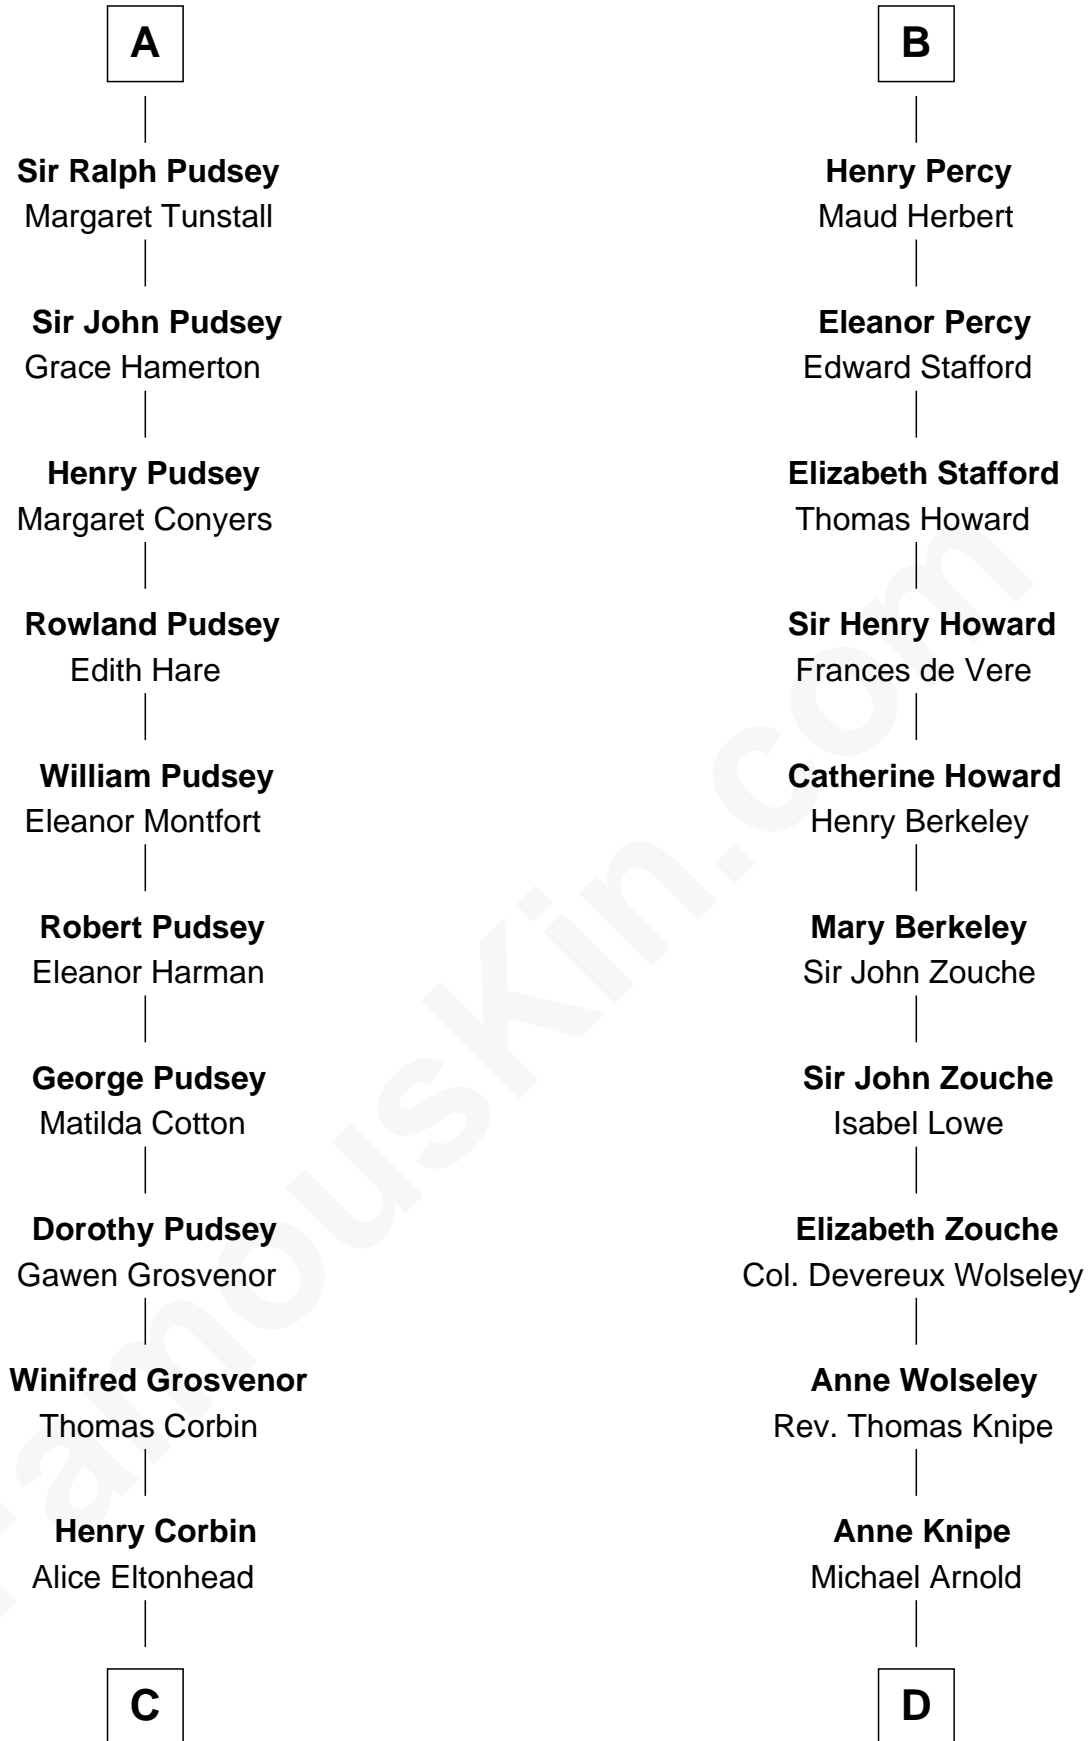 A
Sir Ralph Pudsey
Margaret Tunstall
Sir John Pudsey
Grace Hamerton
Henry Pudsey
Margaret Conyers
Rowland Pudsey
Edith Hare
William Pudsey
Eleanor Montfort
Robert Pudsey
Eleanor Harman
George Pudsey
Matilda Cotton
Dorothy Pudsey
Gawen Grosvenor
Winifred Grosvenor
Thomas Corbin
Henry Corbin
Alice Eltonhead
C
B
Henry Percy
Maud Herbert
Eleanor Percy
Edward Stafford
Elizabeth Stafford
Thomas Howard
Sir Henry Howard
Frances de Vere
Catherine Howard
Henry Berkeley
Mary Berkeley
Sir John Zouche
Sir John Zouche
Isabel Lowe
Elizabeth Zouche
Col. Devereux Wolseley
Anne Wolseley
Rev. Thomas Knipe
Anne Knipe
Michael Arnold
D
FamousKin.com